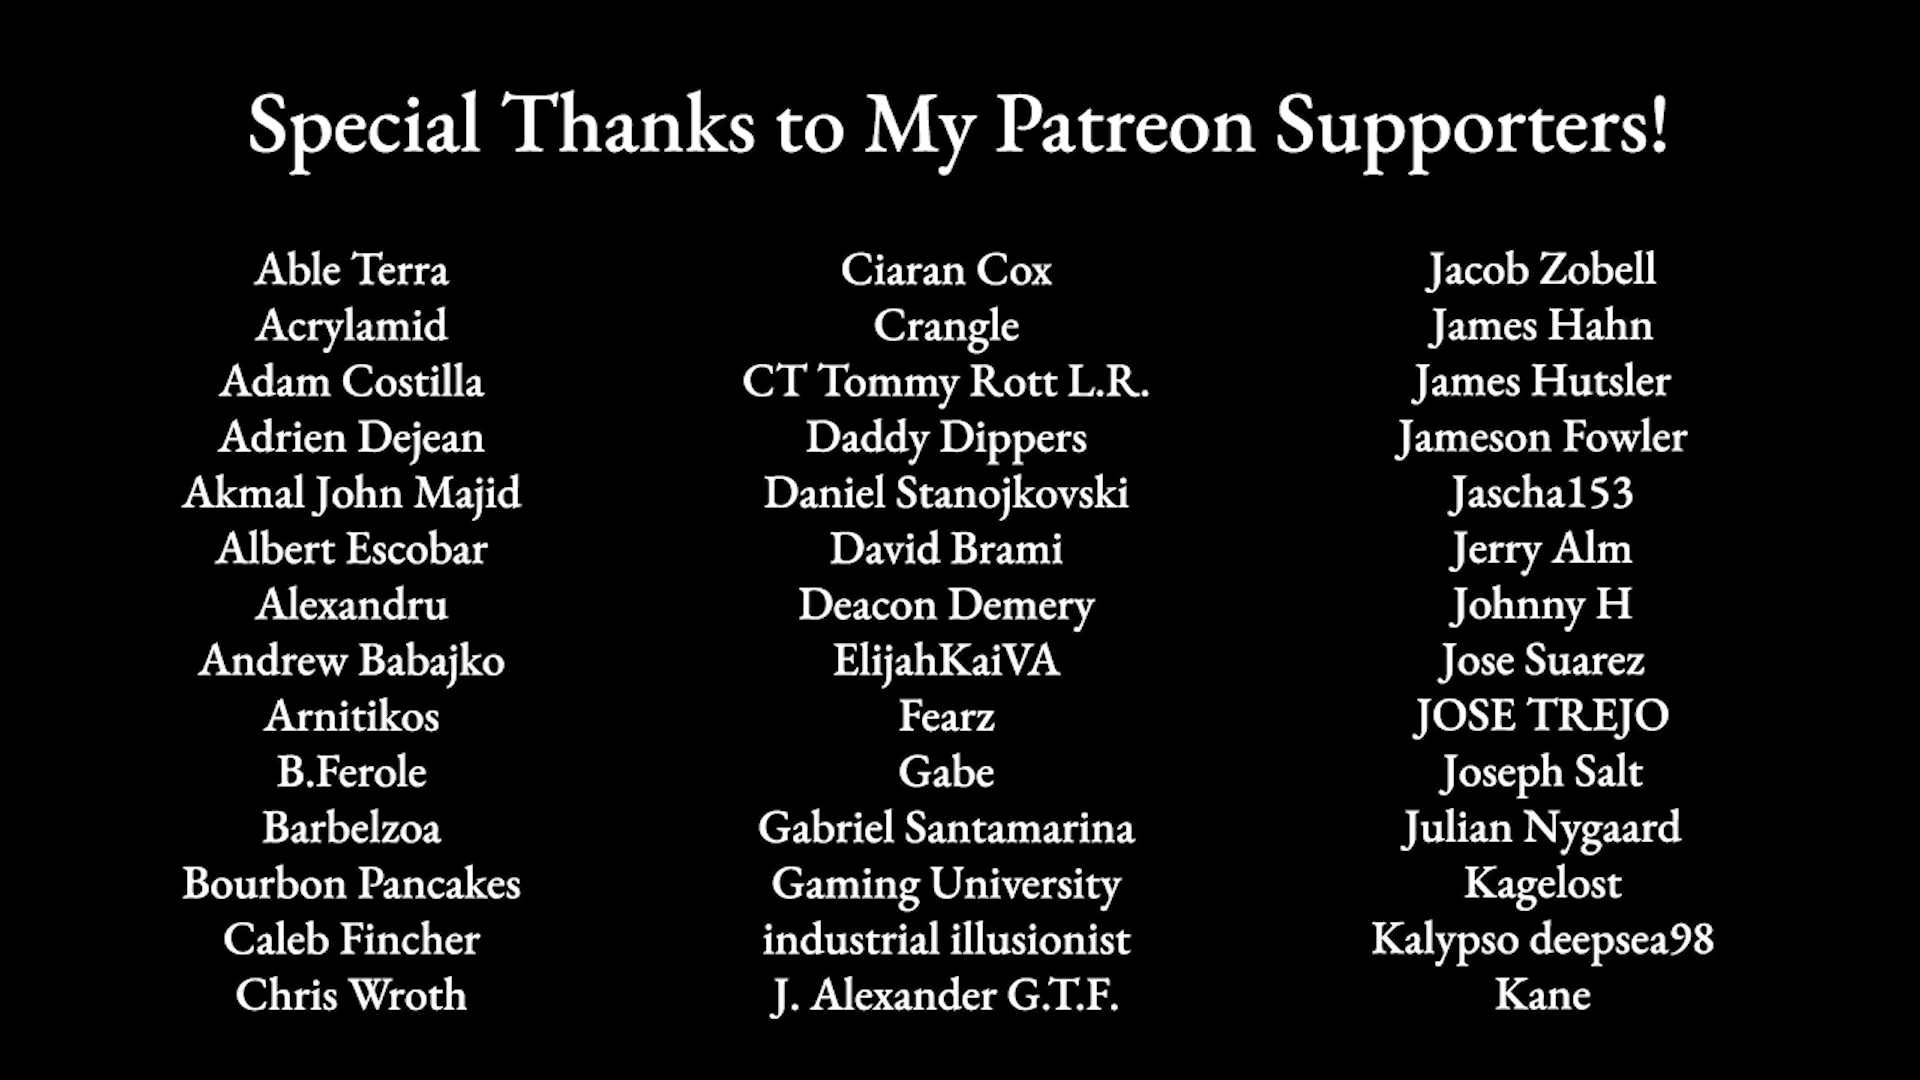 Special Thanks to My Patreon Supporters!
Able Terra
Acrylamid
Adam Costilla
Adrien Dejean
Akmal John Majid
Albert Escobar
Alexandru
Andrew Babajko
Arnitikos
B.Ferole
Barbelzoa
Bourbon Pancakes
Caleb Fincher
Chris Wroth
Ciaran Cox
Crangle
CT Tommy Rott L.R.
Daddy Dippers
Daniel Stanojkovski
David Brami
Deacon Demery
ElijahKaiVA
Fearz
Gabe
Gabriel Santamarina
Gaming University
industrial illusionist
J. Alexander G.T.F.
Jacob Zobell
James Hahn
James Hutsler
Jameson Fowler
Jascha153
Jerry Alm
Johnny H
Jose Suarez
JOSE TREJO
Joseph Salt
Julian Nygaard
Kagelost
Kalypso deepsea98
Kane